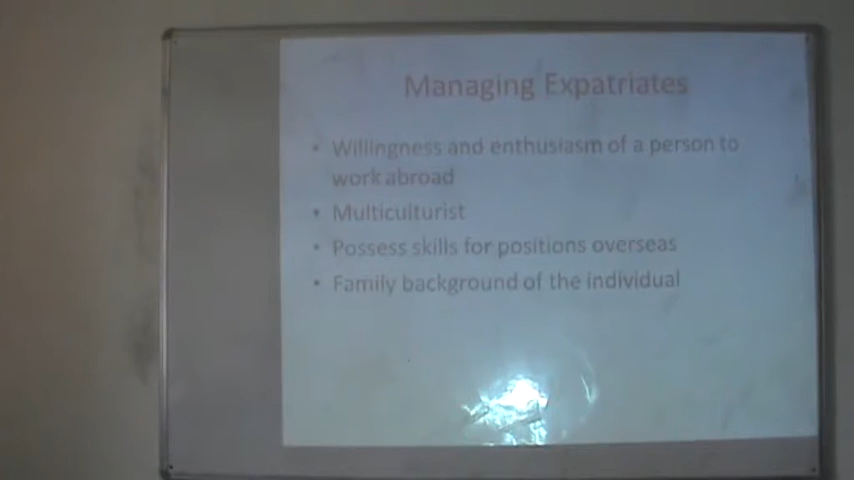 Managing Expatriates
• Willingness and enthusiasm of a person to
work abroad
• Multiculturist
• Possess skills for positions overseas
• Family background of the individual